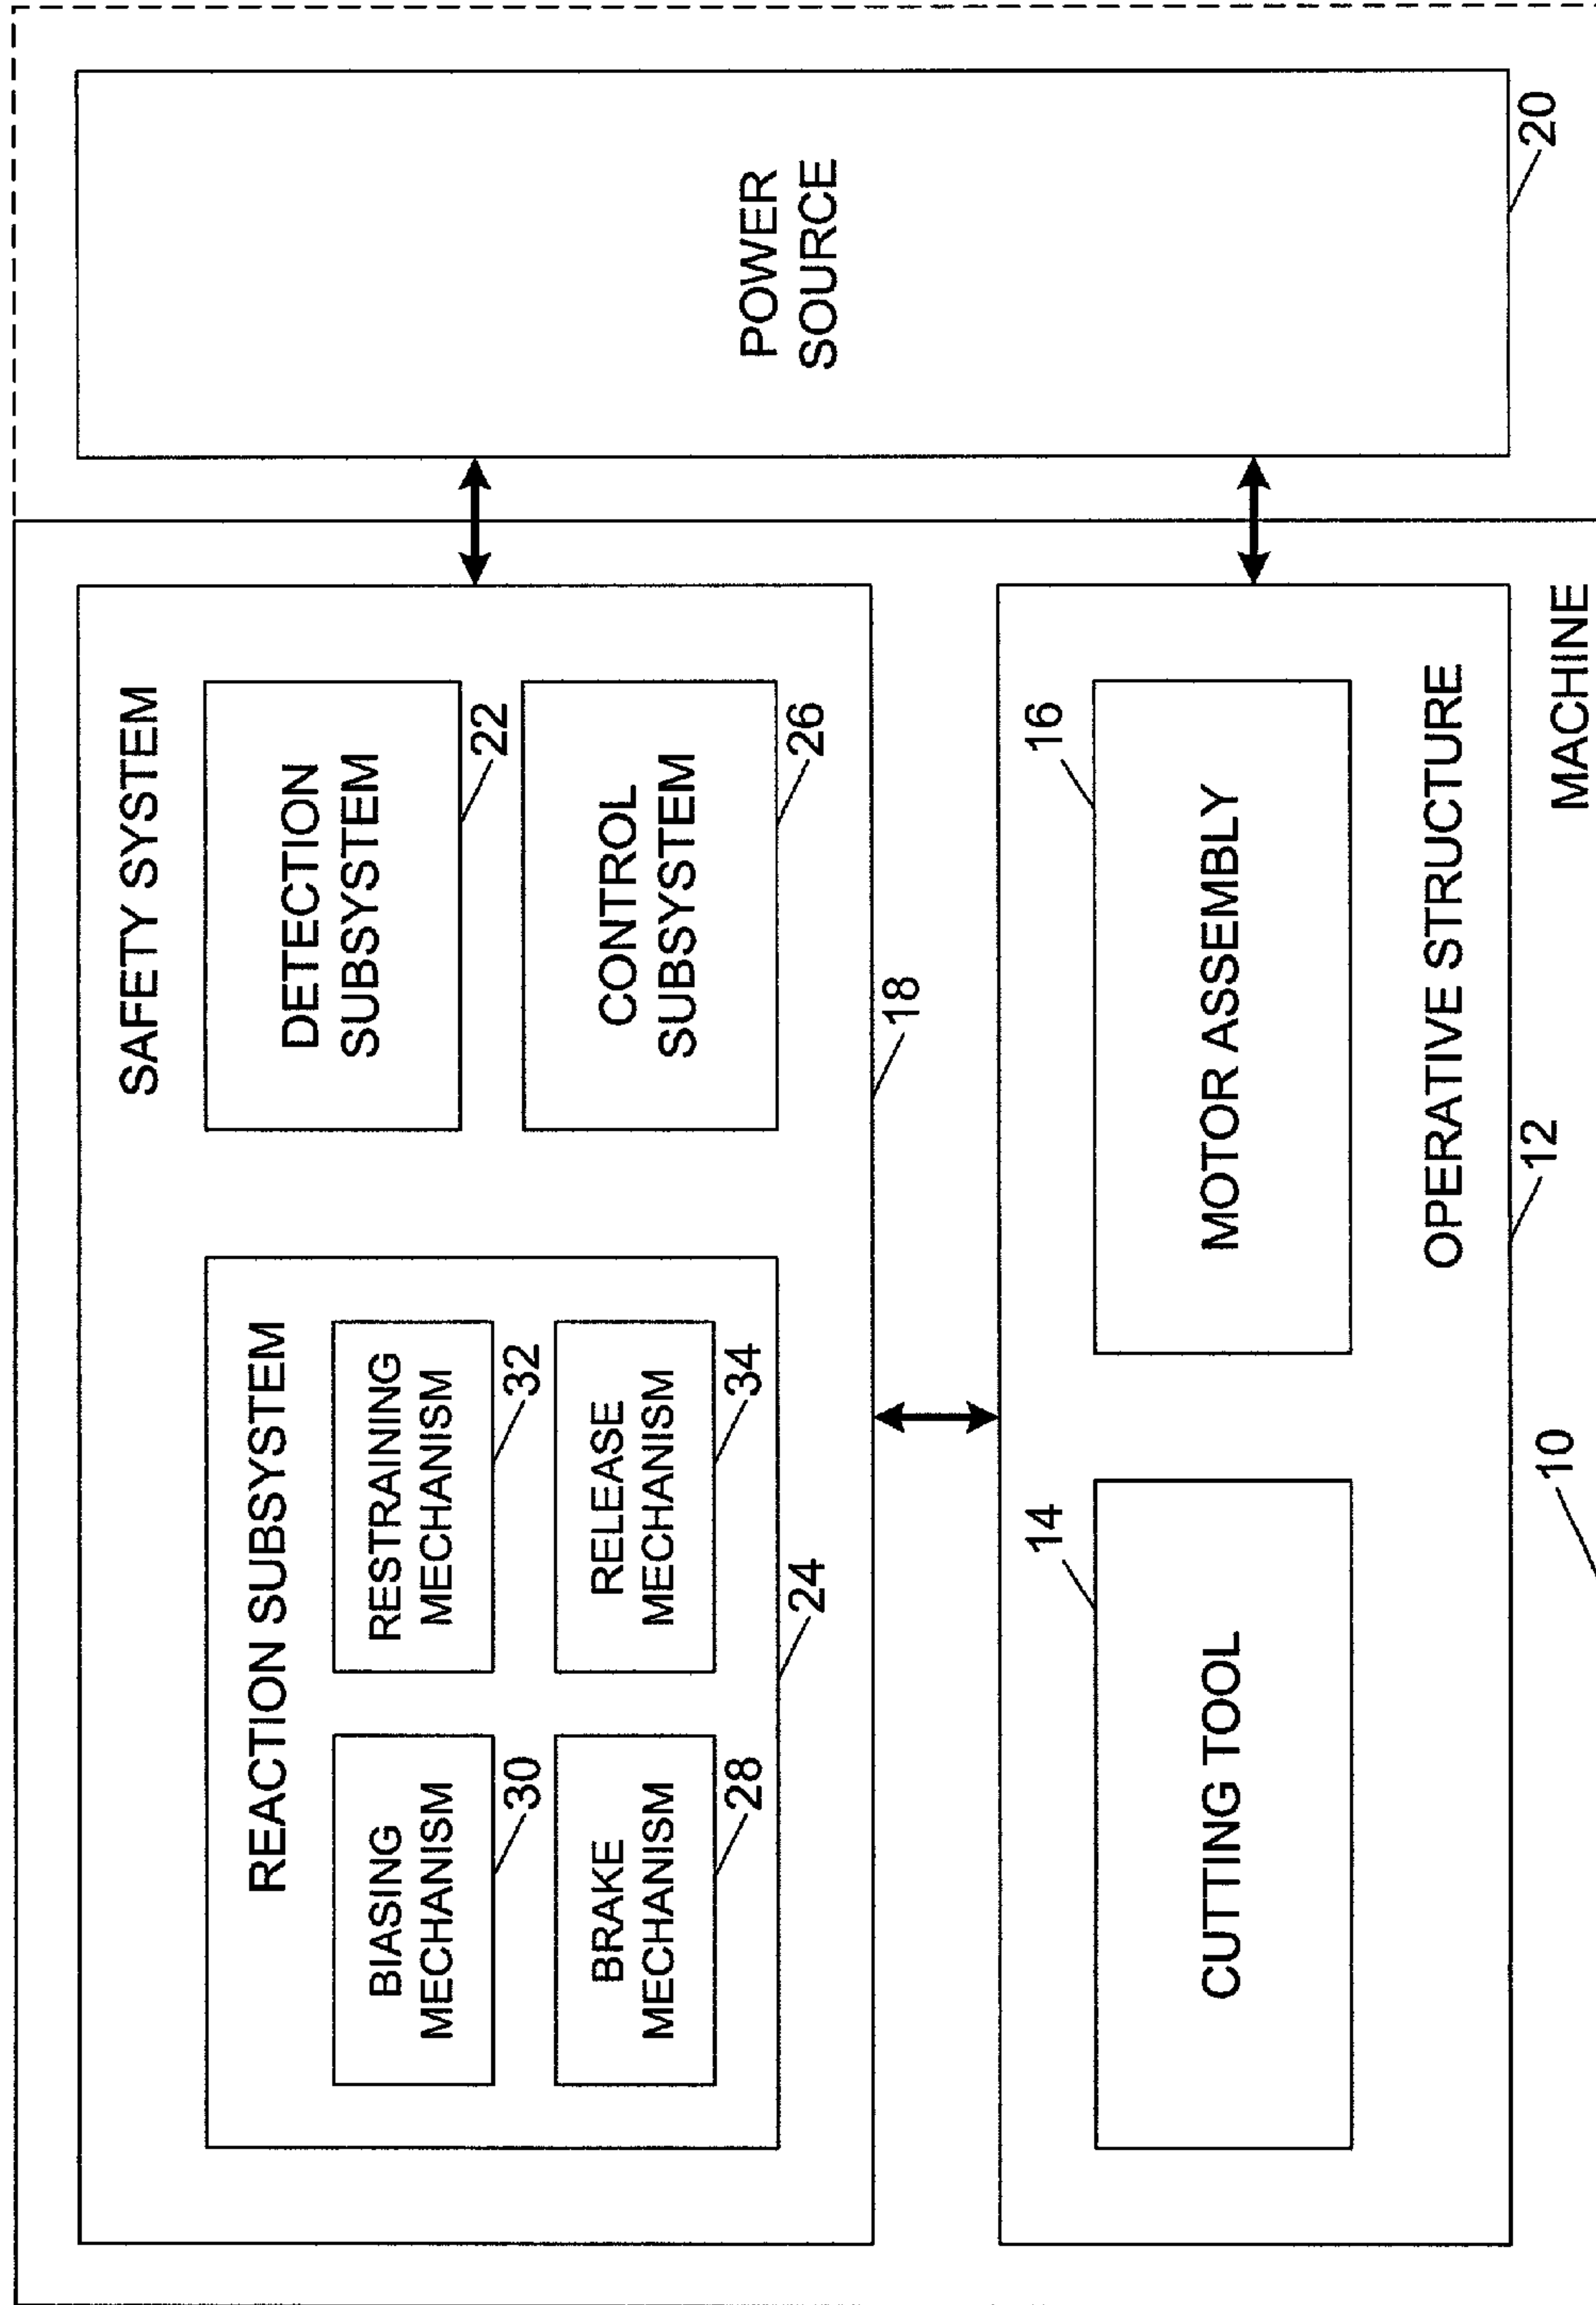 SAFETY SYSTEM
REACTION SUBSYSTEM
BIASING
MECHANISM
30
RESTRAINING
MECHANISM
32
BRAKE
MECHANISM
28
RELEASE
MECHANISM
34
24
DETECTION
SUBSYSTEM
22
CONTROL
SUBSYSTEM
26
18
POWER
SOURCE
20
14
CUTTING TOOL
16
MOTOR ASSEMBLY
OPERATIVE STRUCTURE
12
10
MACHINE